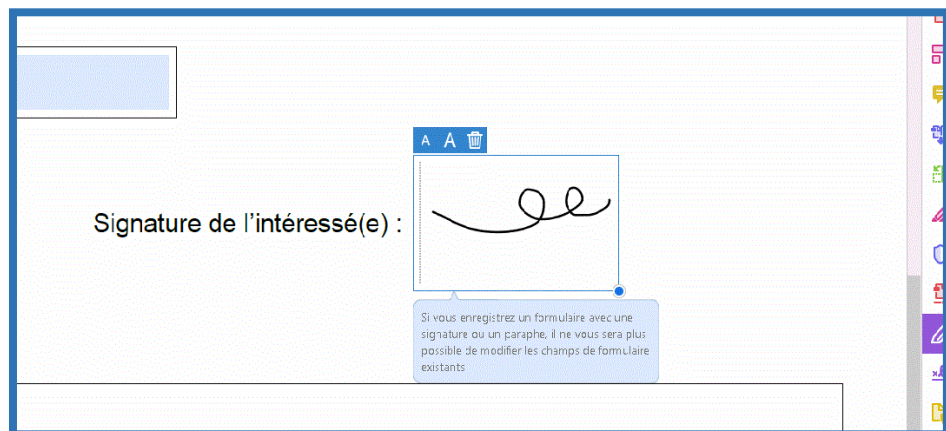 A A
Signature de l'intéressé(e) :
Si vous enregistrez un formulaire avec une
signature ou un paraphe, il ne vous sera plus
possible de modifier les champs de formulaire
existants